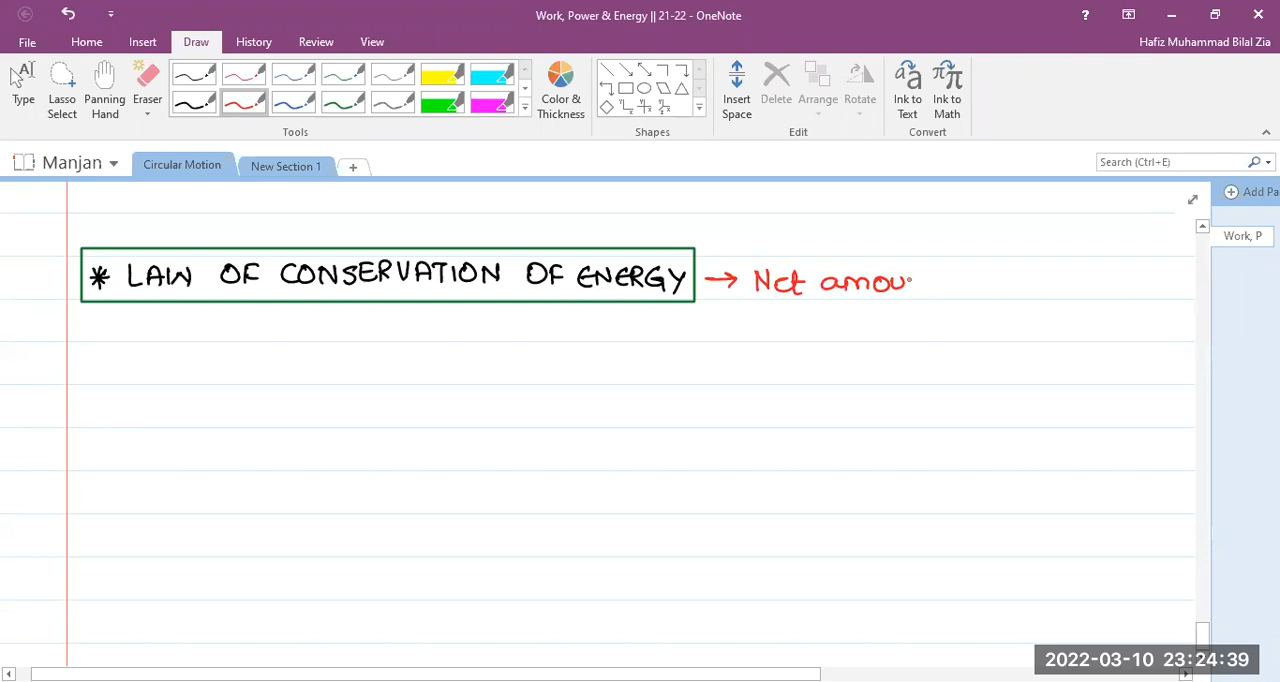 Work, Power & Energy || 21-22 - OneNote
?
File Home Insert Draw History Review View
Hafiz Muhammad Bilal Zia
Type Lasso Select Panning Hand Eraser
Color & Thickness
Insert Space Delete Arrange Rotate
Ink to Text Ink to Math
Tools Shapes Edit Convert
Manjan Circular Motion New Section 1 +
Search (Ctrl+E)
Add Pa
Work, P
* LAW OF CONSERVATION OF ENERGY → Net amou
2022-03-10 23:24:39